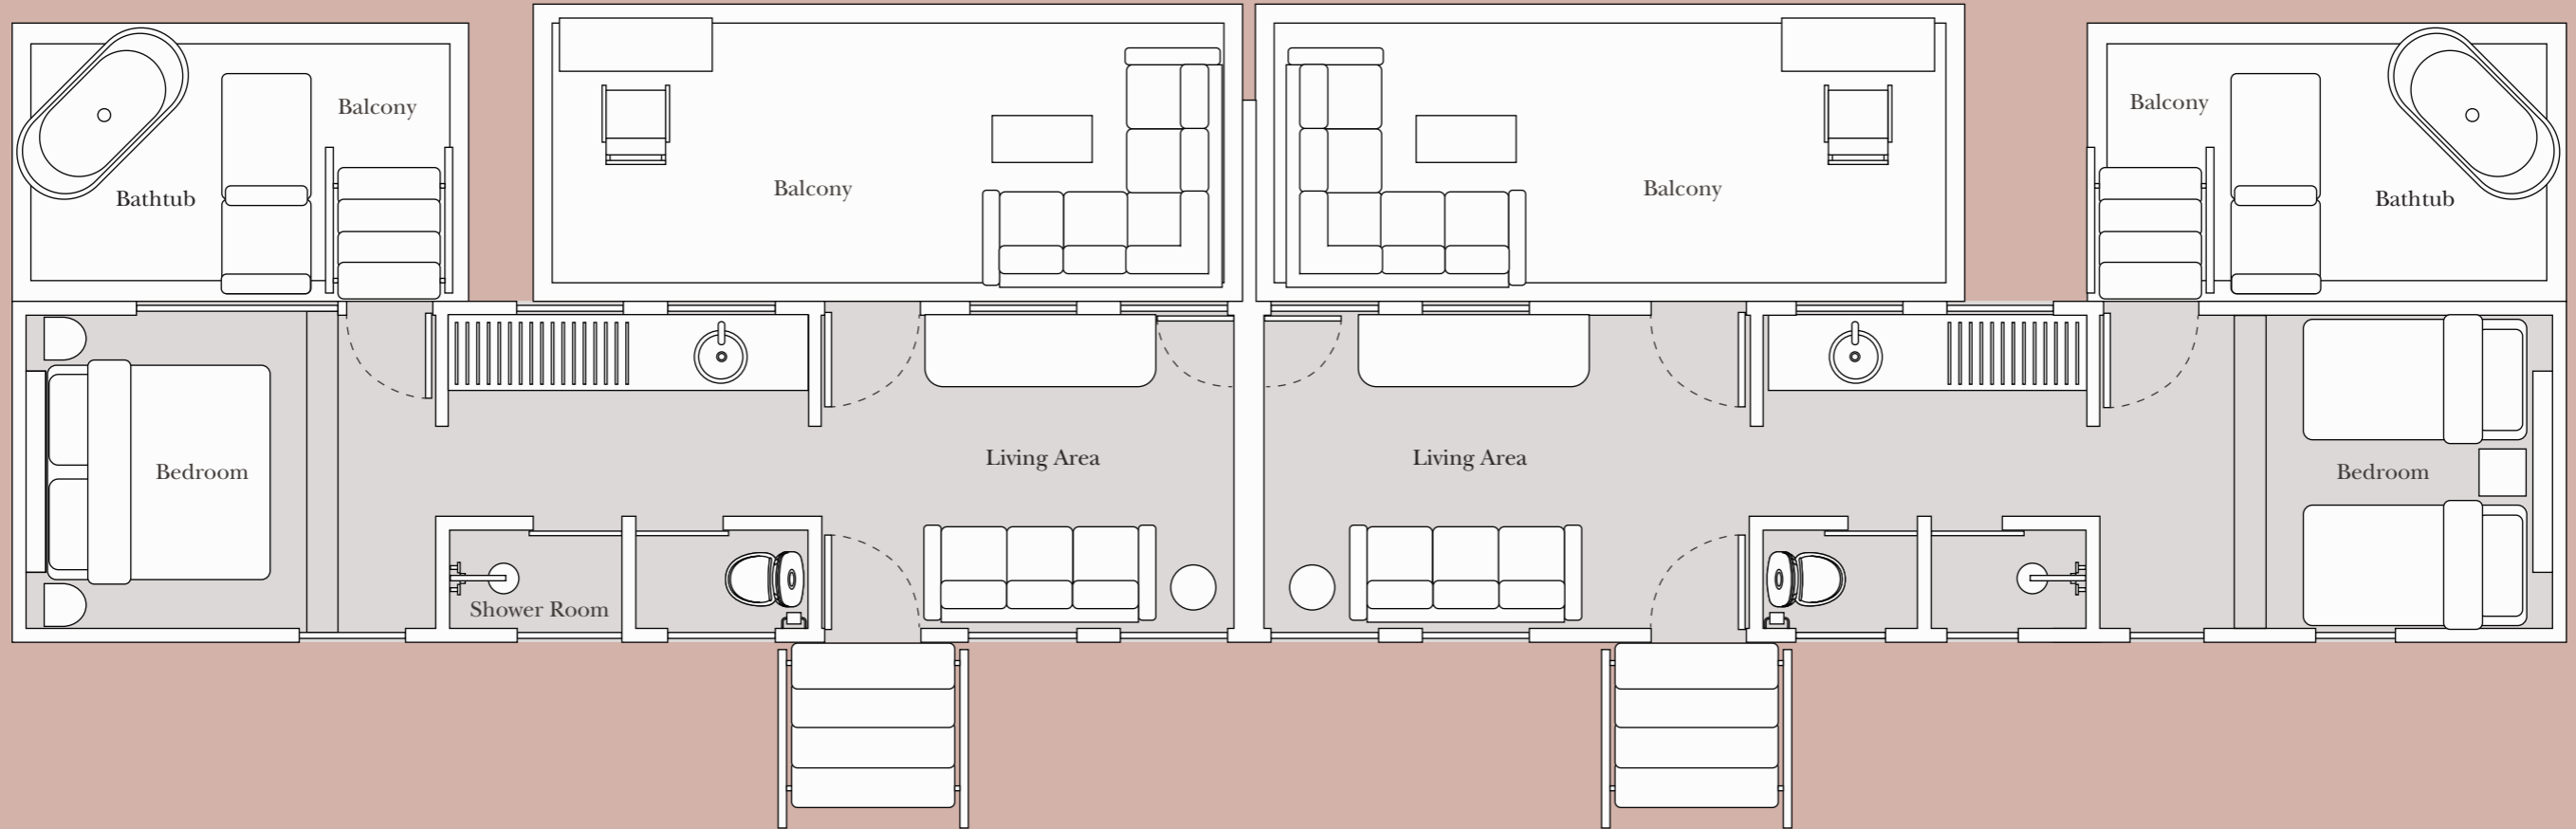 Balcony
Bathtub
Balcony
Balcony
Balcony
Bathtub
Bedroom
Living Area
Living Area
Bedroom
Shower Room